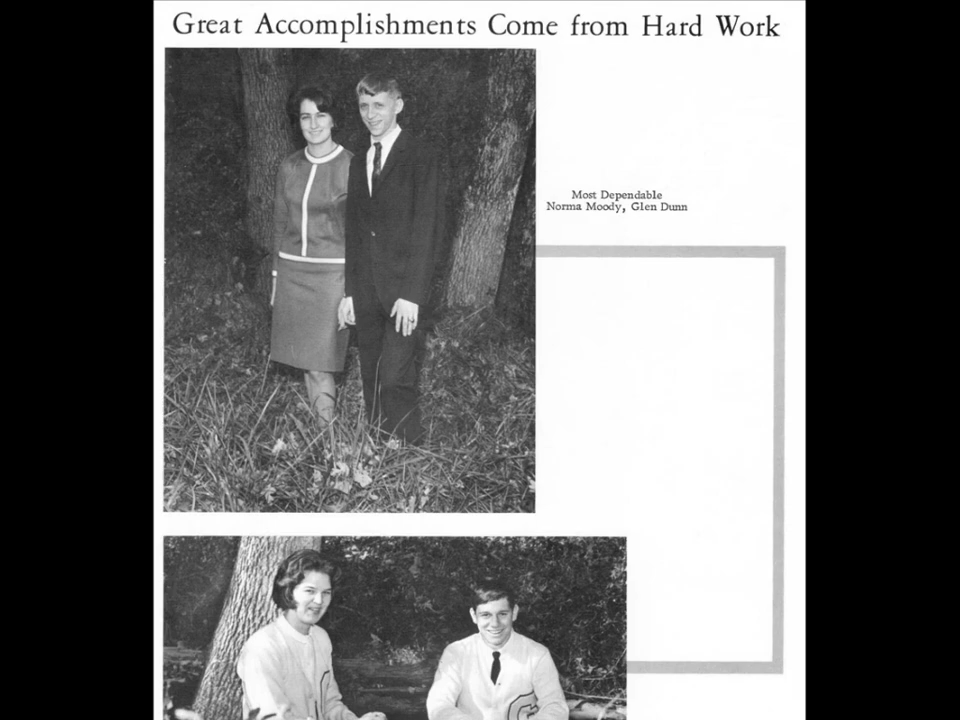 Great Accomplishments Come from Hard Work
Most Dependable
Norma Moody, Glen Dunn